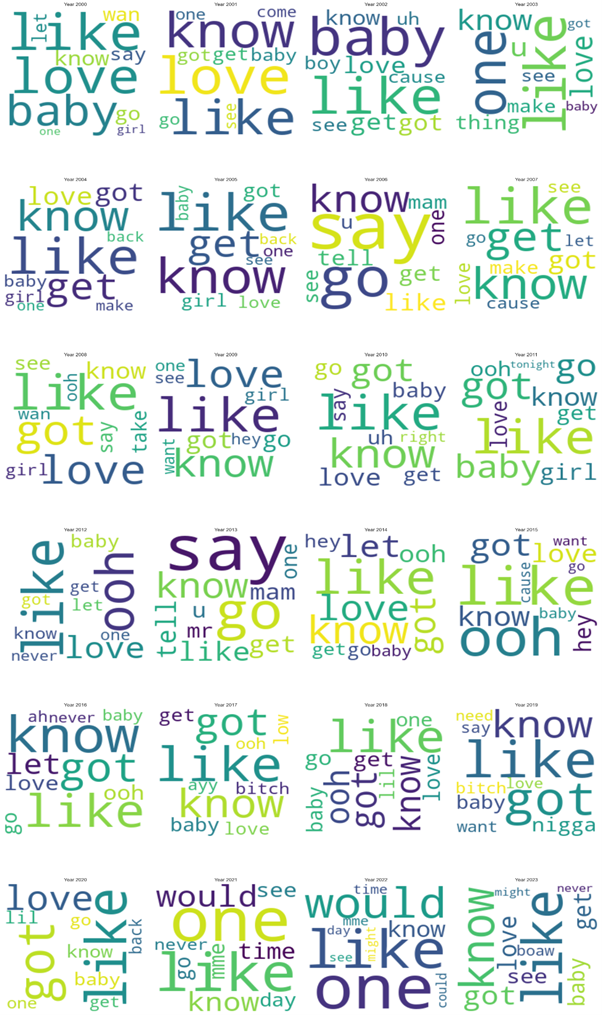 Year 2000
let like wan
know say
love
baby go
one girl
Year 2001
one come
know
got get baby
love
go see like
Year 2002
know uh
baby
boy love
cause
like
see get got
Year 2003
know got
one u like love
see
make baby
thing
Year 2004
love got
know
back
like
baby get
girl
one make
Year 2005
baby like got
get back
one
see
know
girl love
Year 2006
know mam
u one
say
tell
see go get
like
Year 2007
see
like
go get let
make got
love know
cause
Year 2008
see know
ooh
like
wan
got say take
girl love
Year 2009
one love
see
girl
like
want got hey go
know
Year 2010
go got
say baby
like
uh right
know
love get
Year 2011
ooh tonight go
got know
love get
like
baby girl
Year 2012
baby
like ooh
get
got let
know one
never love
Year 2013
say
one
know mam
tell u go
mr
like get
Year 2014
hey let ooh
like
love
know got
get go baby
Year 2015
got want
love
like cause go
know baby
ooh hey
Year 2016
ah never baby
know
let got
love ooh
go like
Year 2017
get got
ooh low
like
ayy bitch
know
baby love
Year 2018
like one
go get
baby ooh got lil know love
Year 2019
need know
say
like
bitch love
baby got
want nigga
Year 2020
love
lil go like
got know back
baby
one get
Year 2021
would see
one
never time
go mme
like
know day
Year 2022
time
would
mme
day know
like might
see
one could
Year 2023
know might never
love like get
boaw
see
got baby